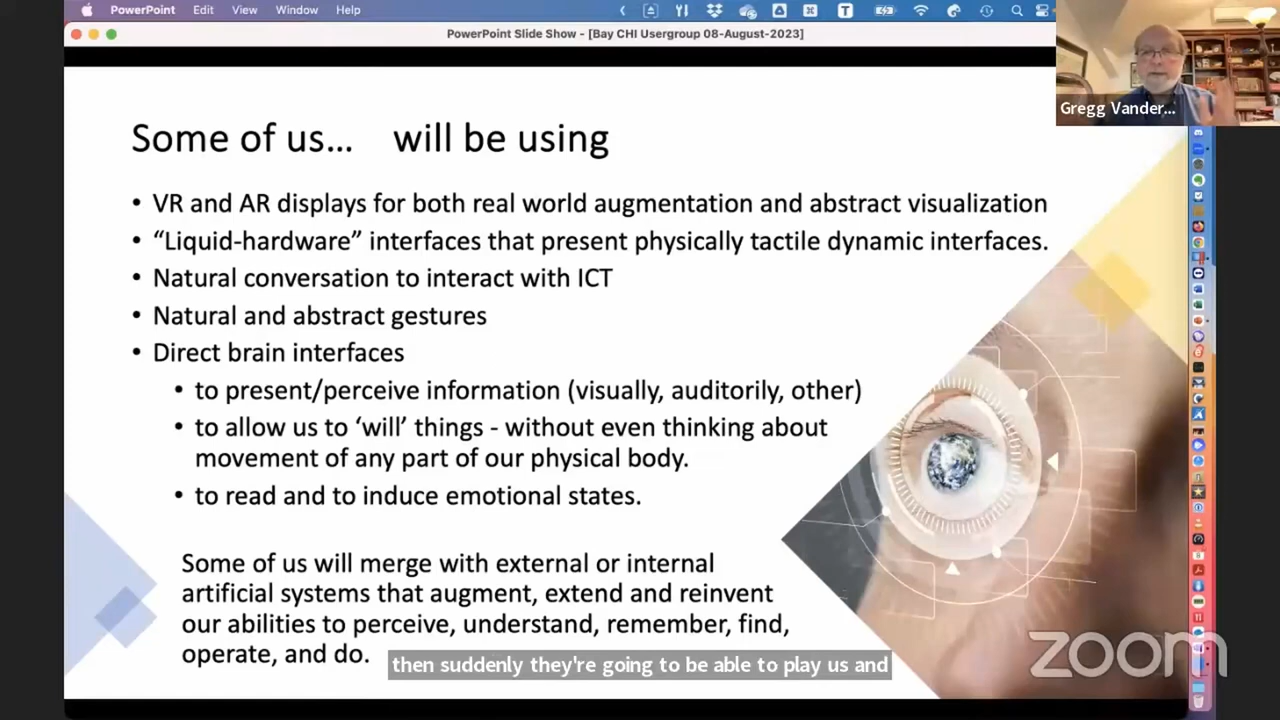 PowerPoint Edit View Window Help
PowerPoint Slide Show - [Bay CHI Usergroup 08-August-2023]
Gregg Vander...
Some of us... will be using
• VR and AR displays for both real world augmentation and abstract visualization
• “Liquid-hardware” interfaces that present physically tactile dynamic interfaces.
• Natural conversation to interact with ICT
• Natural and abstract gestures
• Direct brain interfaces
• to present/perceive information (visually, auditorily, other)
• to allow us to ‘will’ things - without even thinking about
movement of any part of our physical body.
• to read and to induce emotional states.
Some of us will merge with external or internal
artificial systems that augment, extend and reinvent
our abilities to perceive, understand, remember, find,
operate, and do.
then suddenly they're going to be able to play us and
zoom